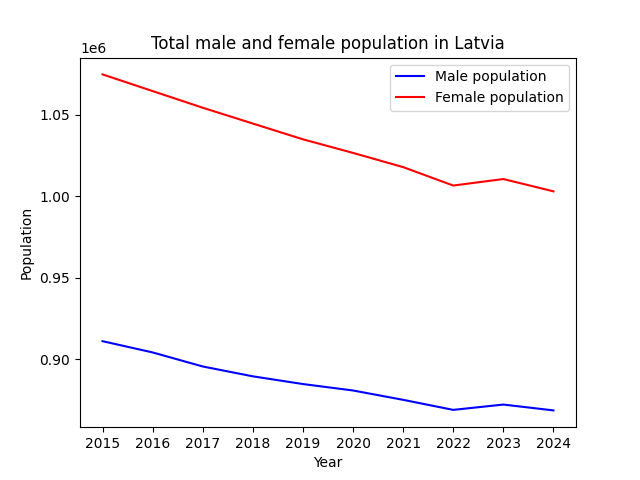 Total male and female population in Latvia
1e6
Male population
Female population
1.05
1.00
0.95
0.90
Population
2015 2016 2017 2018 2019 2020 2021 2022 2023 2024
Year